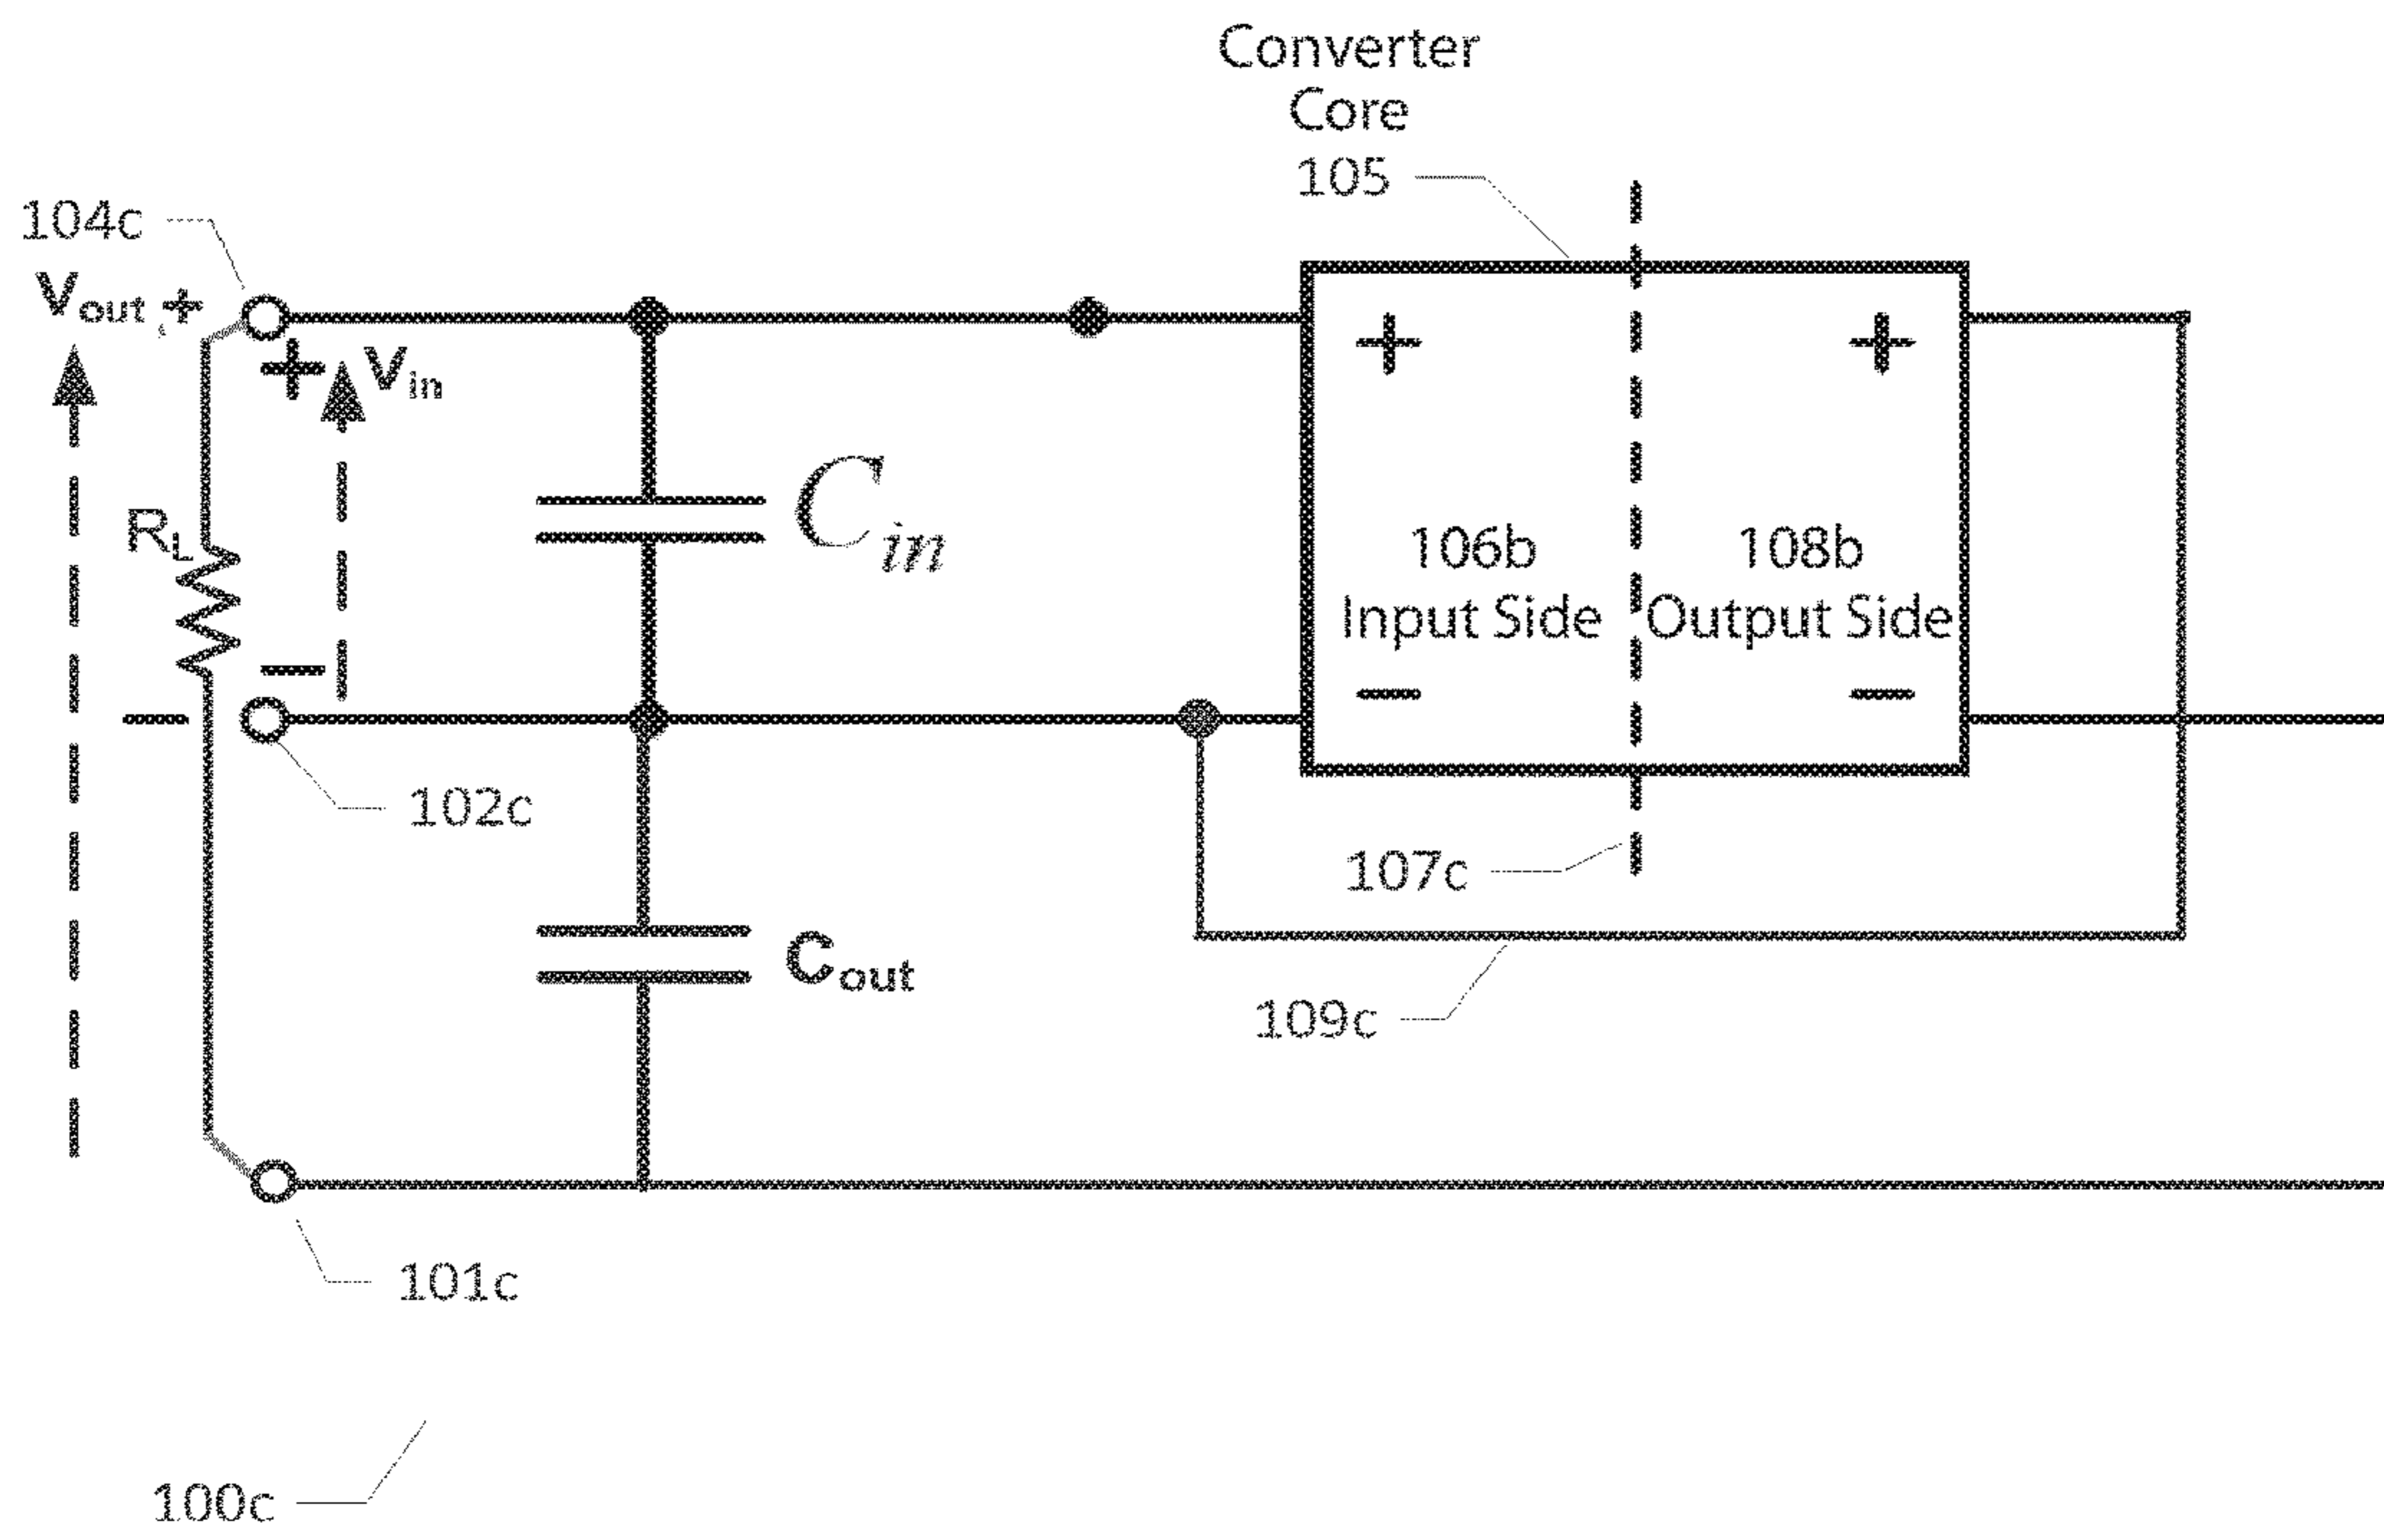 Converter
Core
105
104c
Vout +
+
Vin
+
+
Cin
RL
106b
108b
Input Side
Output Side
−
−
−
−
102c
107c
Cout
109c
101c
100c